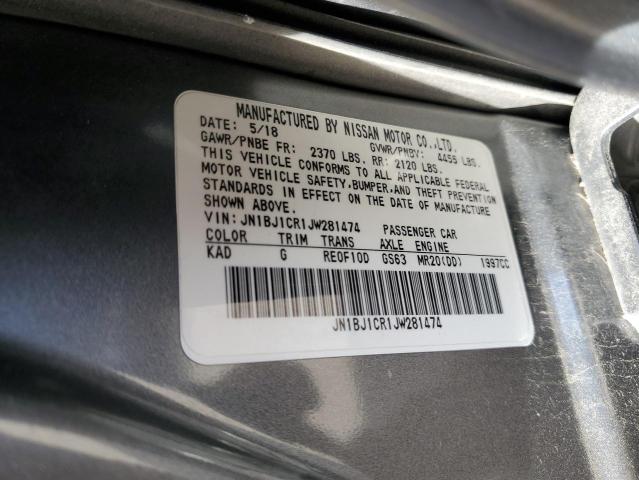 MANUFACTURED BY NISSAN MOTOR CO.,LTD.
DATE: 5/18 GVWR/PNBV: 4455 LBS.
GAWR/PNBE FR: 2370 LBS. RR: 2120 LBS.
THIS VEHICLE CONFORMS TO ALL APPLICABLE FEDERAL
MOTOR VEHICLE SAFETY,BUMPER,AND THEFT PREVENTION
STANDARDS IN EFFECT ON THE DATE OF MANUFACTURE
SHOWN ABOVE.
VIN: JN1BJ1CR1JW281474 PASSENGER CAR
COLOR TRIM TRANS AXLE ENGINE
KAD G REOF10D GS63 MR20(DD) 1997CC
JN1BJ1CR1JW281474